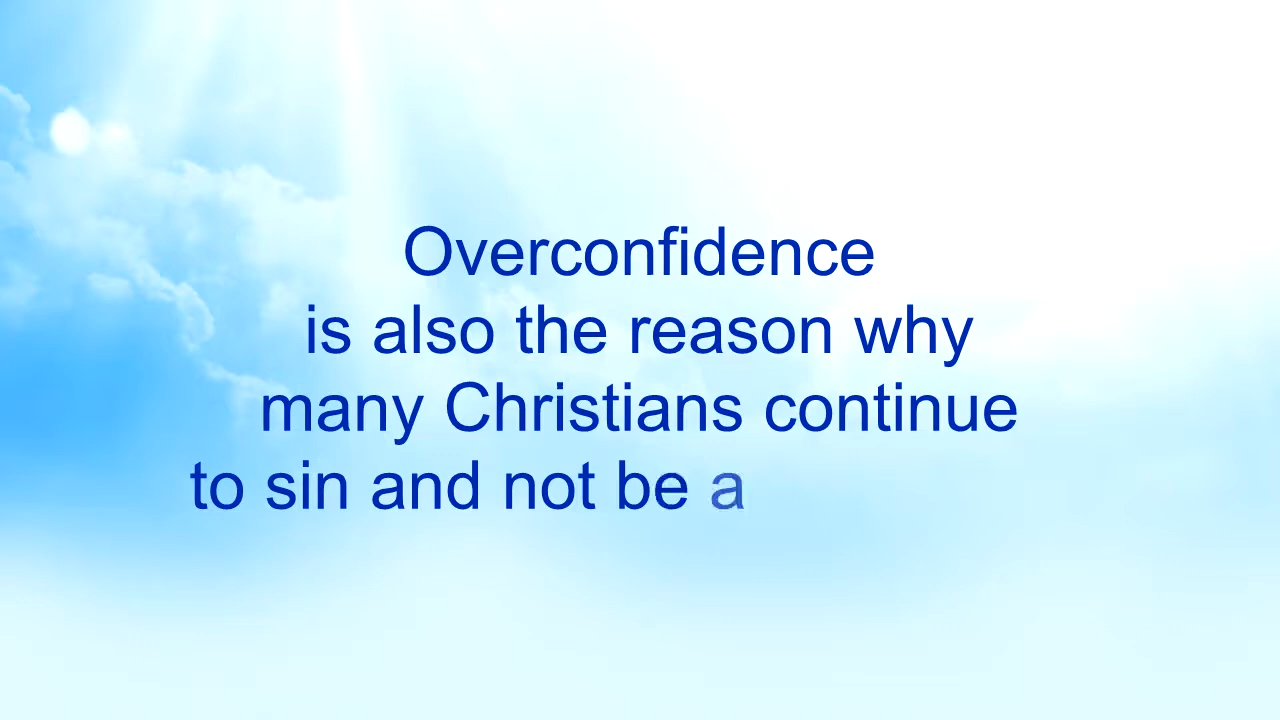 Overconfidence
is also the reason why
many Christians continue
to sin and not be a